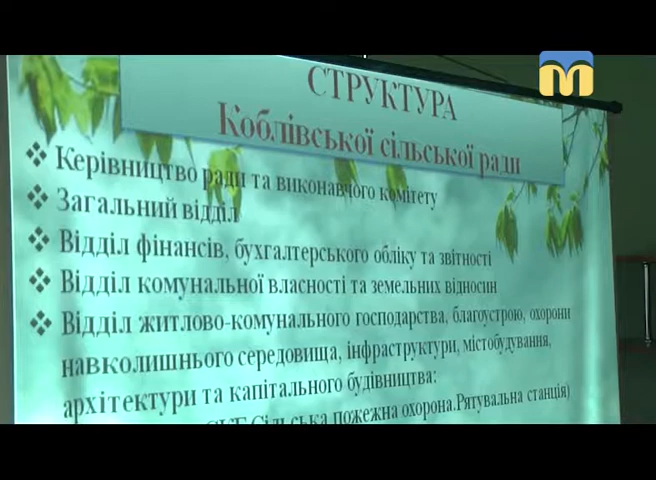 СТРУКТУРА
Коблівської сільської ради
Керівництво ради та виконавчого комітету
Загальний відділ
Відділ фінансів, бухгалтерського обліку та звітності
Відділ комунальної власності та земельних відносин
Відділ житлово-комунального господарства, благоустрою, охорони
навколишнього середовища, інфраструктури, містобудування,
архітектури та капітального будівництва:
Сільська пожежна охорона.Рятувальна станція)